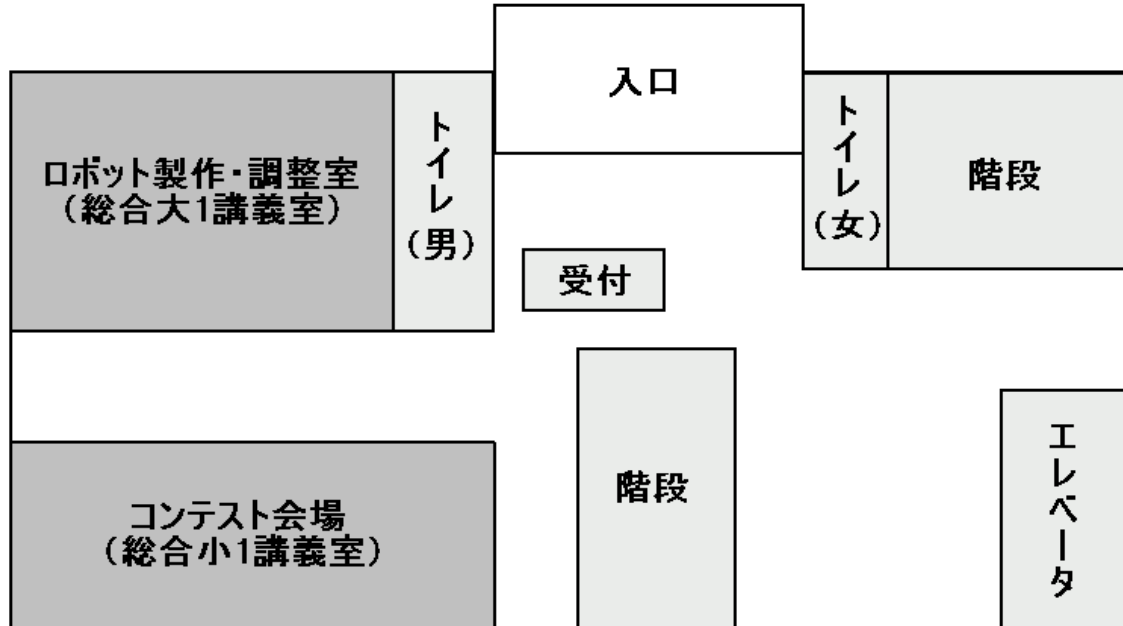 入口
ロボット製作・調整室
（総合大1講義室）
トイレ（男）
トイレ（女）
階段
受付
階段
エレベータ
コンテスト会場
（総合小1講義室）